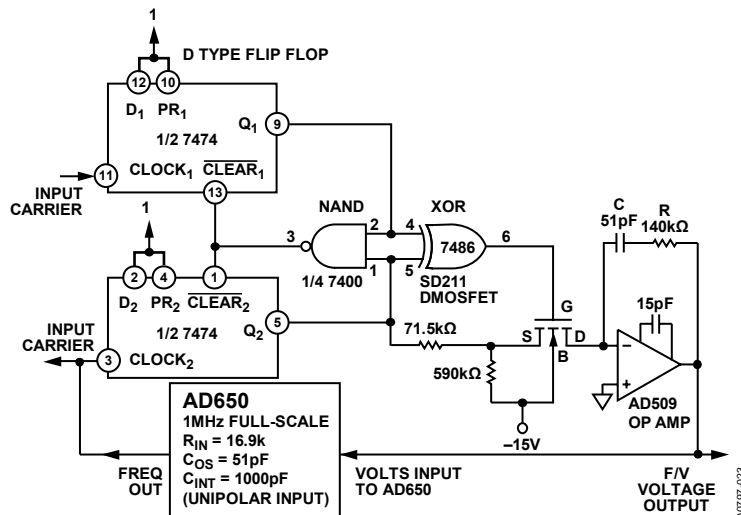 1
D TYPE FLIP FLOP
12
10
D1
PR1
1/2 7474
Q1
9
11
CLOCK1
CLEAR1
INPUT
CARRIER
13
1
NAND
XOR
2
4
3
7486
6
1
5
1/4 7400
SD211
DMOSFET
C
51pF
R
140kΩ
2
4
1
D2
PR2
CLEAR2
1/2 7474
Q2
5
INPUT
CARRIER
3
CLOCK2
71.5kΩ
590kΩ
G
S
D
B
–15V
15pF
–
+
AD509
OP AMP
AD650
1MHz FULL-SCALE
RIN = 16.9k
COS = 51pF
CINT = 1000pF
(UNIPOLAR INPUT)
FREQ
OUT
VOLTS INPUT
TO AD650
F/V
VOLTAGE
OUTPUT